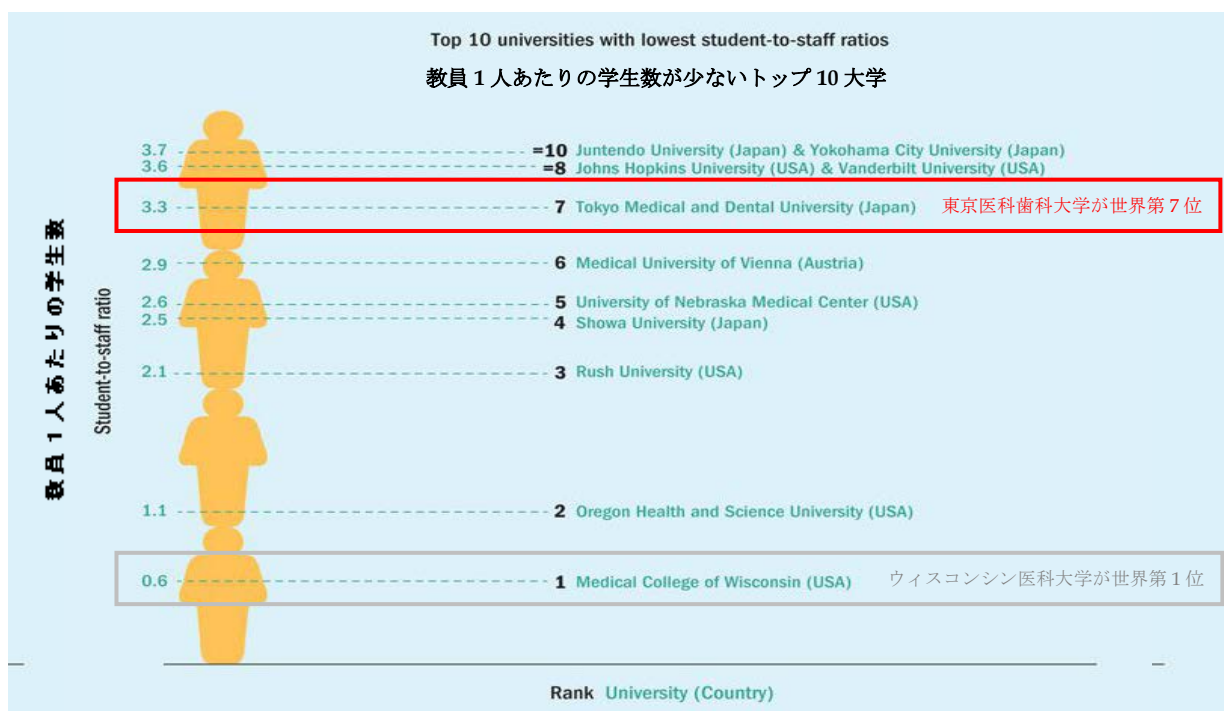 Top 10 universities with lowest student-to-staff ratios
教員1人あたりの学生数が少ないトップ10大学
教員1人あたりの学生数
Student-to-staff ratio
3.7 =10 Juntendo University (Japan) & Yokohama City University (Japan)
3.6 =8 Johns Hopkins University (USA) & Vanderbilt University (USA)
3.3 7 Tokyo Medical and Dental University (Japan) 東京医科歯科大学が世界第7位
2.9 6 Medical University of Vienna (Austria)
2.6 5 University of Nebraska Medical Center (USA)
2.5 4 Showa University (Japan)
2.1 3 Rush University (USA)
1.1 2 Oregon Health and Science University (USA)
0.6 1 Medical College of Wisconsin (USA) ウィスコンシン医科大学が世界第1位
Rank University (Country)